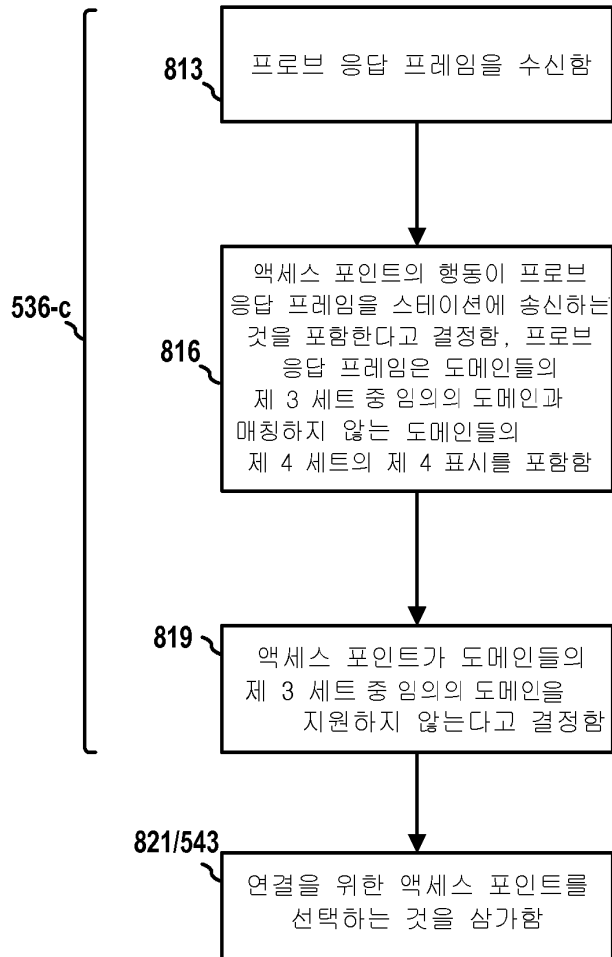 813
프로브 응답 프레임을 수신함
536-c
816
액세스 포인트의 행동이 프로브
응답 프레임을 스테이션에 송신하는
것을 포함한다고 결정함, 프로브
응답 프레임은 도메인들의
제 3 세트 중 임의의 도메인과
매칭하지 않는 도메인들의
제 4 세트의 제 4 표시를 포함함
819
액세스 포인트가 도메인들의
제 3 세트 중 임의의 도메인을
지원하지 않는다고 결정함
821/543
연결을 위한 액세스 포인트를
선택하는 것을 삼가함